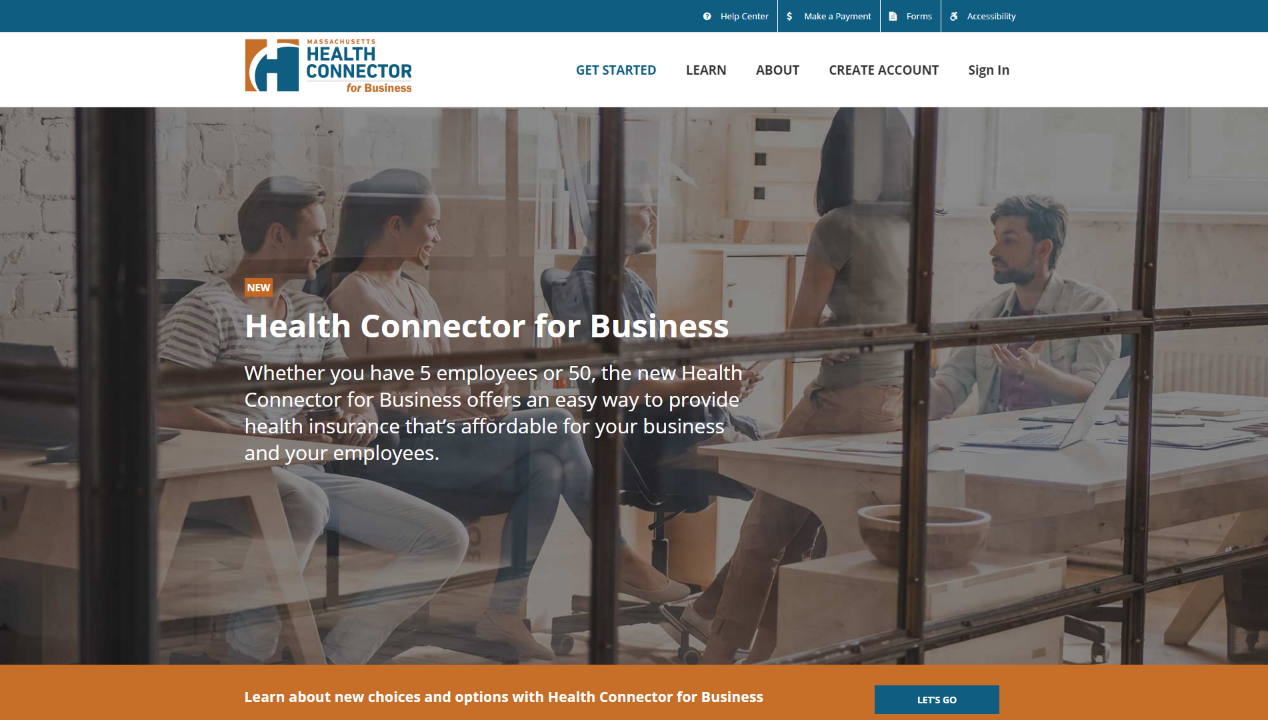 Help Center
Make a Payment
Forms
Accessibility
MASSACHUSETTS
HEALTH
CONNECTOR
for Business
GET STARTED
LEARN
ABOUT
CREATE ACCOUNT
Sign In
NEW
Health Connector for Business
Whether you have 5 employees or 50, the new Health
Connector for Business offers an easy way to provide
health insurance that’s affordable for your business
and your employees.
Learn about new choices and options with Health Connector for Business
LET'S GO